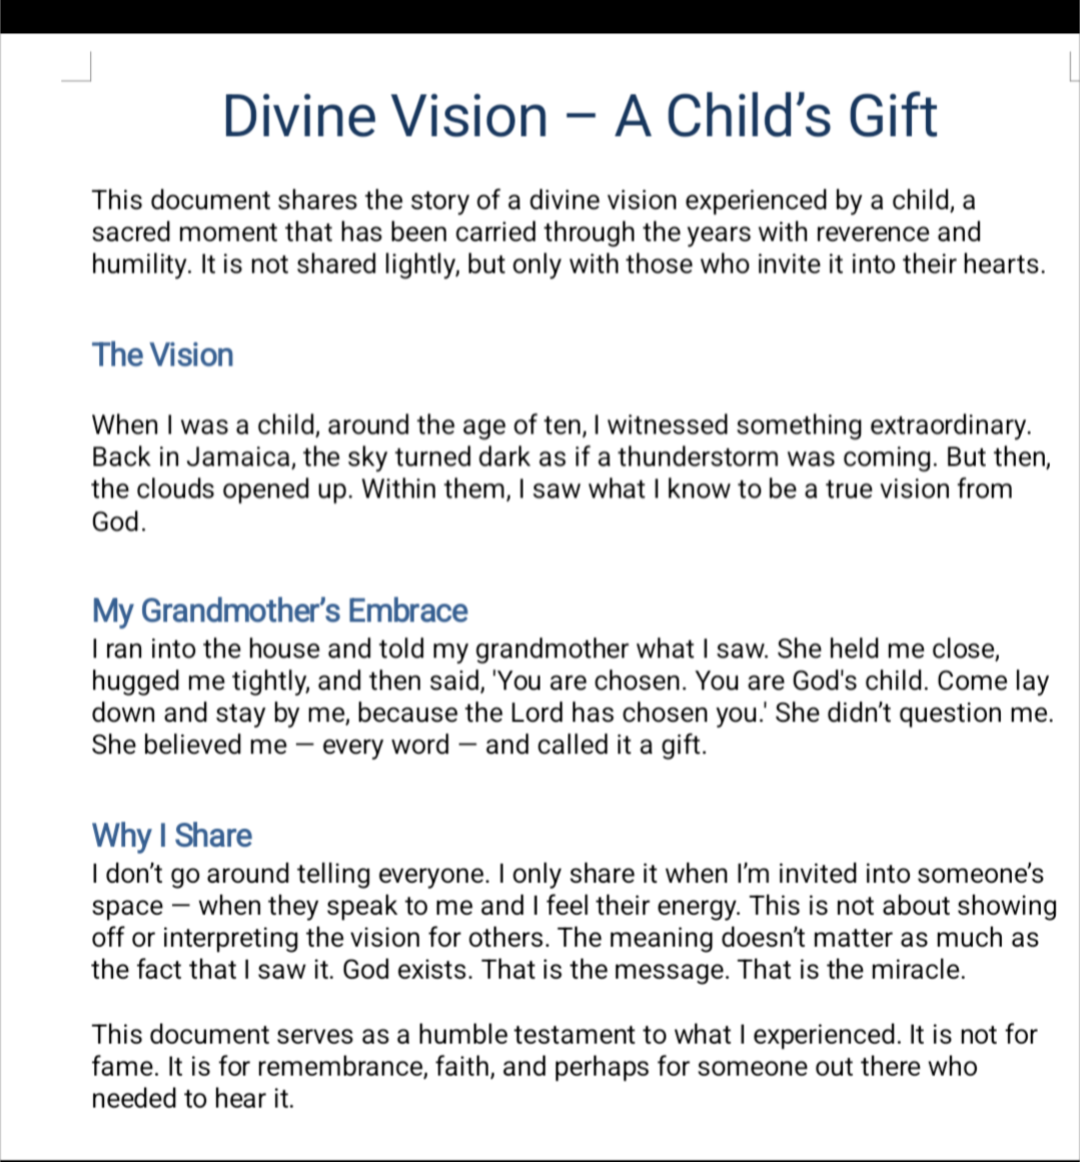 Divine Vision – A Child’s Gift
This document shares the story of a divine vision experienced by a child, a
sacred moment that has been carried through the years with reverence and
humility. It is not shared lightly, but only with those who invite it into their hearts.
The Vision
When I was a child, around the age of ten, I witnessed something extraordinary.
Back in Jamaica, the sky turned dark as if a thunderstorm was coming. But then,
the clouds opened up. Within them, I saw what I know to be a true vision from
God.
My Grandmother’s Embrace
I ran into the house and told my grandmother what I saw. She held me close,
hugged me tightly, and then said, 'You are chosen. You are God's child. Come lay
down and stay by me, because the Lord has chosen you.' She didn’t question me.
She believed me — every word — and called it a gift.
Why I Share
I don’t go around telling everyone. I only share it when I’m invited into someone’s
space — when they speak to me and I feel their energy. This is not about showing
off or interpreting the vision for others. The meaning doesn’t matter as much as
the fact that I saw it. God exists. That is the message. That is the miracle.
This document serves as a humble testament to what I experienced. It is not for
fame. It is for remembrance, faith, and perhaps for someone out there who
needed to hear it.